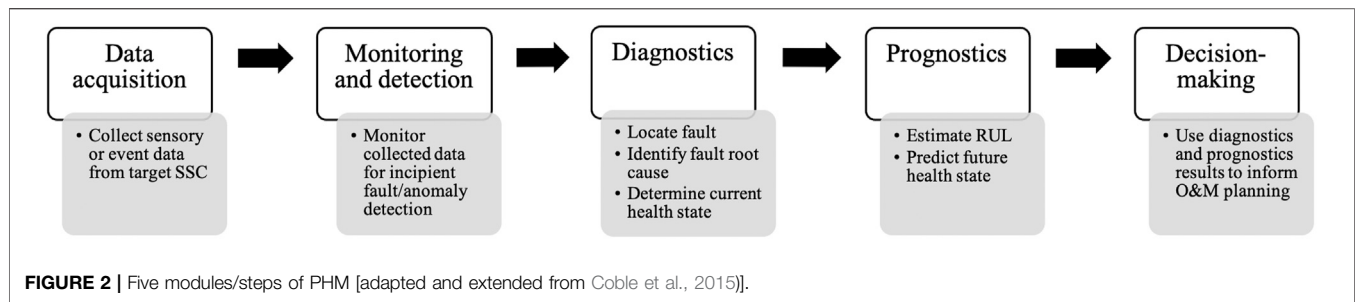 Data
acquisition
• Collect sensory
or event data
from target SSC
Monitoring
and detection
• Monitor
collected data
for incipient
fault/anomaly
detection
Diagnostics
• Locate fault
• Identify fault root
cause
• Determine current
health state
Prognostics
• Estimate RUL
• Predict future
health state
Decision-
making
• Use diagnostics
and prognostics
results to inform
O&M planning
FIGURE 2 | Five modules/steps of PHM [adapted and extended from Coble et al., 2015)].